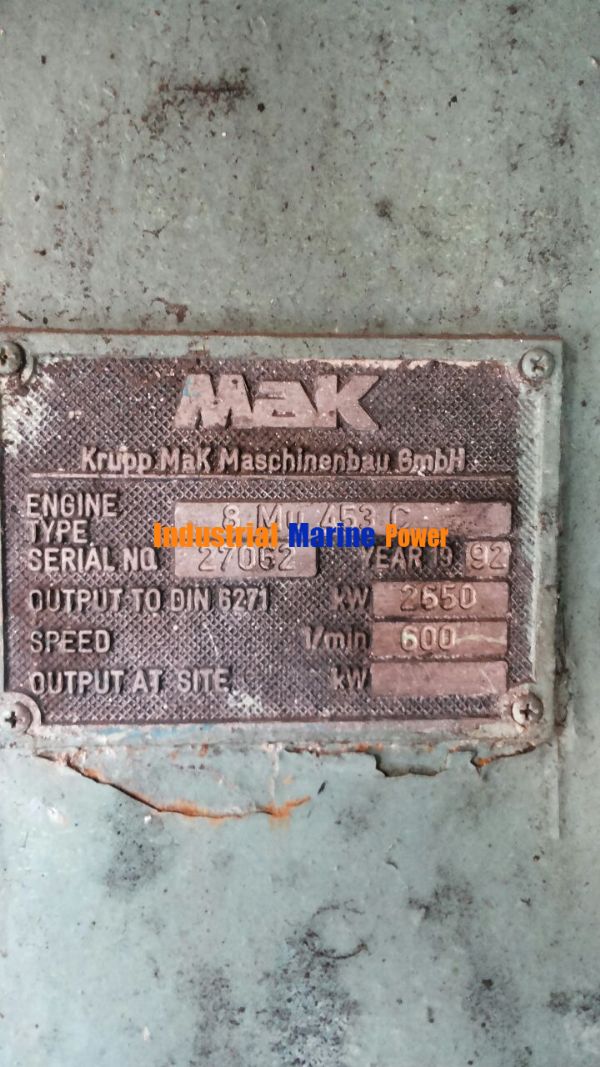 MaK
Krupp MaK Maschinenbau GmbH
ENGINE TYPE 8 Mu 453 C
Industrial Marine Power
SERIAL NO. 27062 YEAR 19 92
OUTPUT TO DIN 6271 kW 2650
SPEED 1/min 600
OUTPUT AT SITE kW